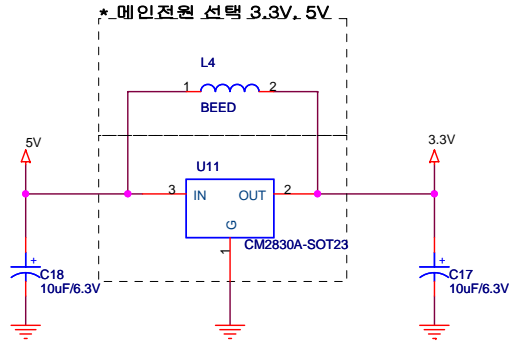 * 메인전원 선택 3.3V, 5V
L4
1 2
BEED
5V
3.3V
U11
3 IN OUT 2
G
1
CM2830A-SOT23
C18
10uF/6.3V
C17
10uF/6.3V